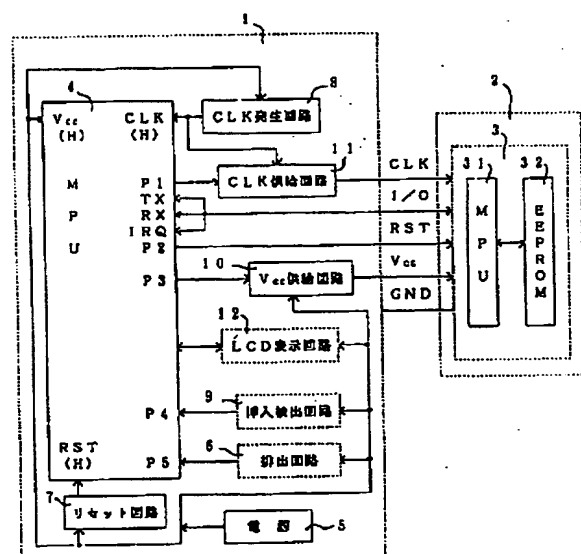 1
4
8
2
Vcc
(H)
CLK
(H)
CLK発生回路
3
11
CLK
31
32
P1
CLK供給回路
I/O
TX
M
RX
P
RST
IRQ
U
P2
10
Vcc
P3
Vcc供給回路
GND
MPU
EEPROM
12
LCD表示回路
9
P4
挿入検出回路
6
RST
(H)
P5
排出回路
7
リセット回路
電源
5